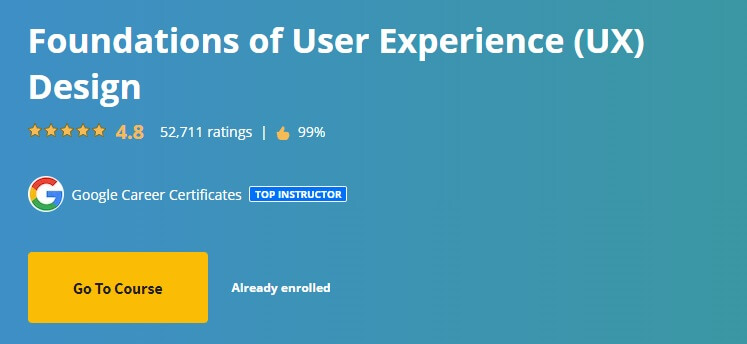 Foundations of User Experience (UX)
Design
4.8 52,711 ratings | 99%
Google Career Certificates TOP INSTRUCTOR
Go To Course Already enrolled